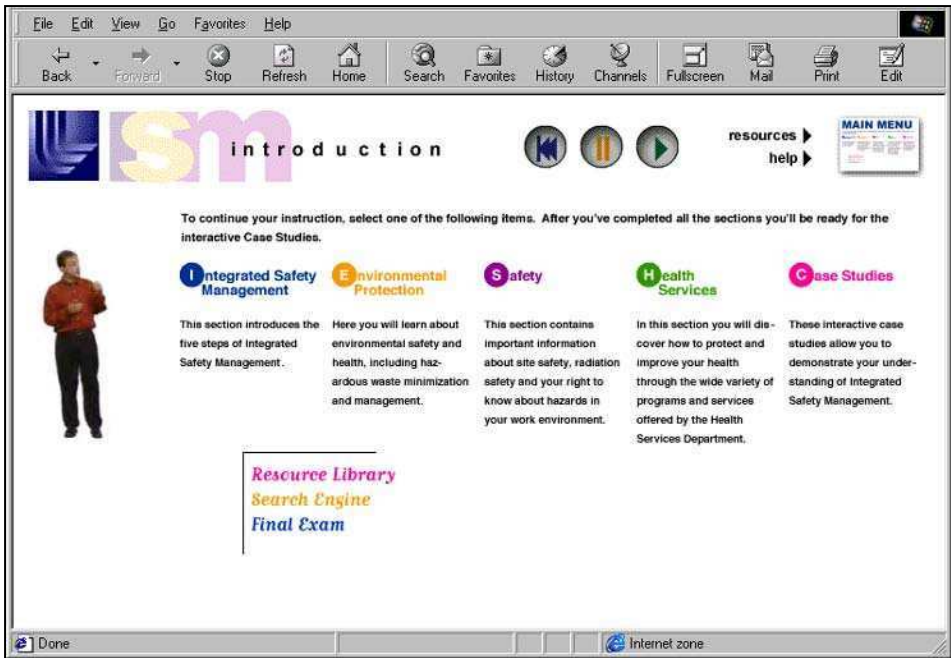 File Edit View Go Favorites Help
Back Forward Stop Refresh Home Search Favorites History Channels Fullscreen Mail Print Edit
sm
introduction
resources
help
MAIN MENU
To continue your instruction, select one of the following items. After you've completed all the sections you'll be ready for the
interactive Case Studies.
Integrated Safety
Management
This section introduces the
five steps of Integrated
Safety Management.
Environmental
Protection
Here you will learn about
environmental safety and
health, including haz-
ardous waste minimization
and management.
Safety
This section contains
important information
about site safety, radiation
safety and your right to
know about hazards in
your work environment.
Health
Services
In this section you will dis-
cover how to protect and
improve your health
through the wide variety of
programs and services
offered by the Health
Services Department.
Case Studies
These interactive case
studies allow you to
demonstrate your under-
standing of Integrated
Safety Management.
Resource Library
Search Engine
Final Exam
Done
Internet zone